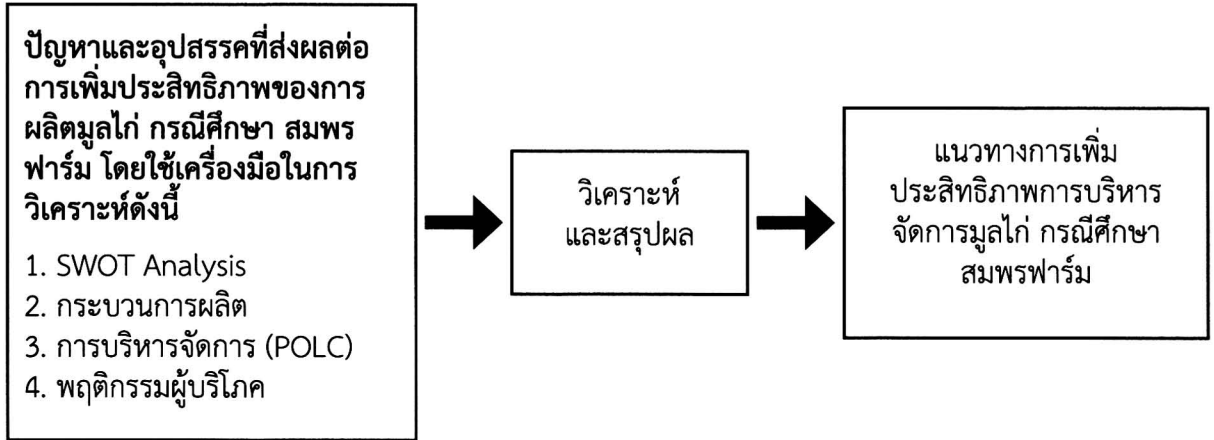 ปัญหาและอุปสรรคที่ส่งผลต่อ
การเพิ่มประสิทธิภาพของการ
ผลิตมูลไก่ กรณีศึกษา สมพร
ฟาร์ม โดยใช้เครื่องมือในการ
วิเคราะห์ดังนี้
1. SWOT Analysis
2. กระบวนการผลิต
3. การบริหารจัดการ (POLC)
4. พฤติกรรมผู้บริโภค
วิเคราะห์
และสรุปผล
แนวทางการเพิ่ม
ประสิทธิภาพการบริหาร
จัดการมูลไก่ กรณีศึกษา
สมพรฟาร์ม